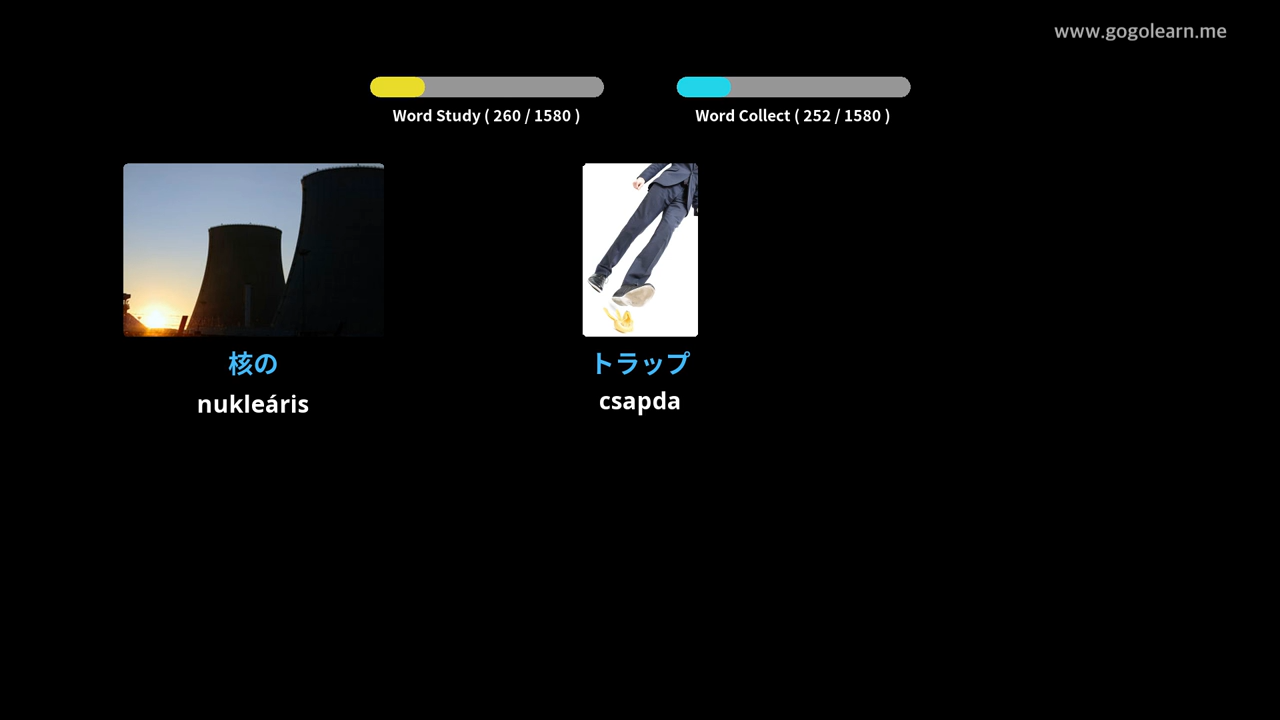 www.gogolearn.me
Word Study ( 260 / 1580 )
Word Collect ( 252 / 1580 )
核の
nukleáris
トラップ
csapda